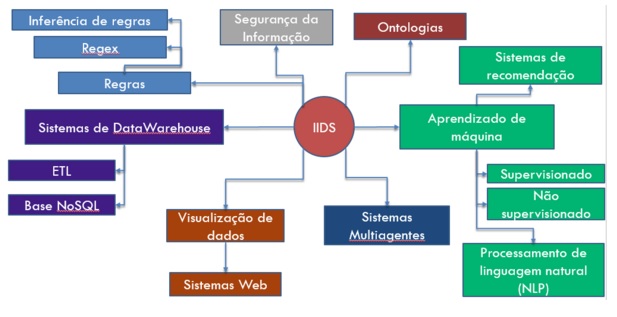 Inferência de regras
Regex
Regras
Segurança da
Informação
Ontologias
Sistemas de
recomendação
IIDS
Sistemas de DataWarehouse
Aprendizado de
máquina
ETL
Base NoSQL
Supervisionado
Não
supervisionado
Visualização de
dados
Sistemas
Multiagentes
Processamento de
linguagem natural
(NLP)
Sistemas Web